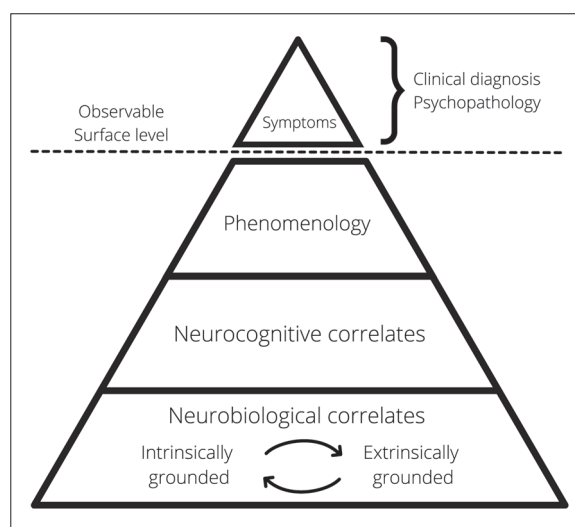 Clinical diagnosis
Psychopathology
Observable
Surface level
Symptoms
Phenomenology
Neurocognitive correlates
Neurobiological correlates
Intrinsically
grounded
Extrinsically
grounded